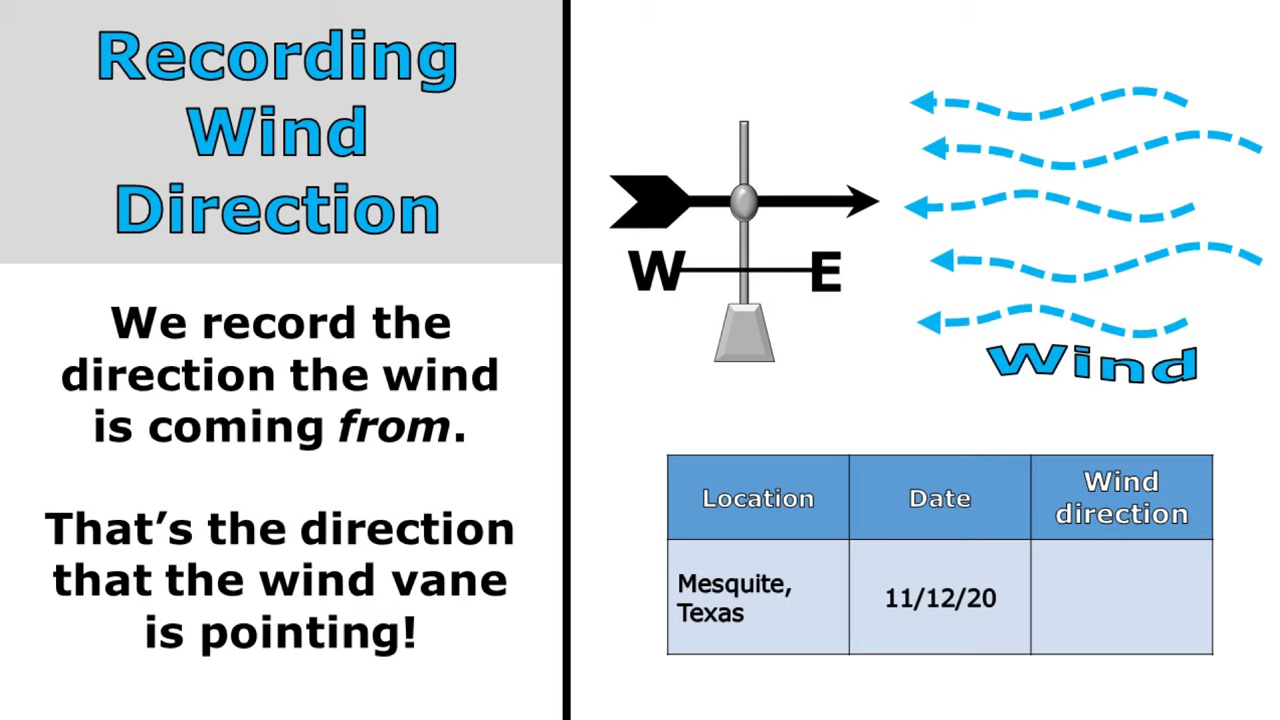 Recording
Wind
Direction
We record the
direction the wind
is coming from.
That's the direction
that the wind vane
is pointing!
W E
Wind
Location Date Wind direction
Mesquite, Texas 11/12/20